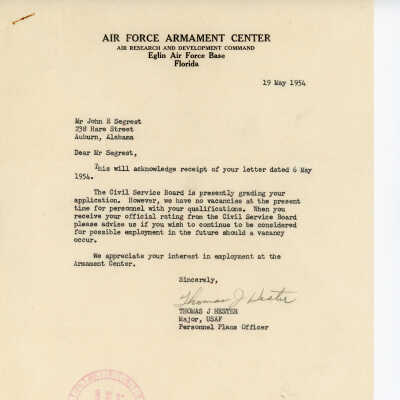 AIR FORCE ARMAMENT CENTER
AIR RESEARCH AND DEVELOPMENT COMMAND
Eglin Air Force Base
Florida
19 May 1954
Mr John E Segrest
238 Hare Street
Auburn, Alabama
Dear Mr Segrest,
This will acknowledge receipt of your letter dated 6 May
1954.
The Civil Service Board is presently grading your
application. However, we have no vacancies at the present
time for personnel with your qualifications. When you
receive your official rating from the Civil Service Board
please advise us if you wish to continue to be considered
for possible employment in the future should a vacancy
occur.
We appreciate your interest in employment at the
Armament Center.
Sincerely,
Thomas J Hester
THOMAS J HESTER
Major, USAF
Personnel Plans Officer